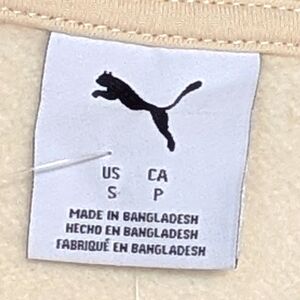 US CA
S P
MADE IN BANGLADESH
HECHO EN BANGLADESH
FABRIQUÉ EN BANGLADESH